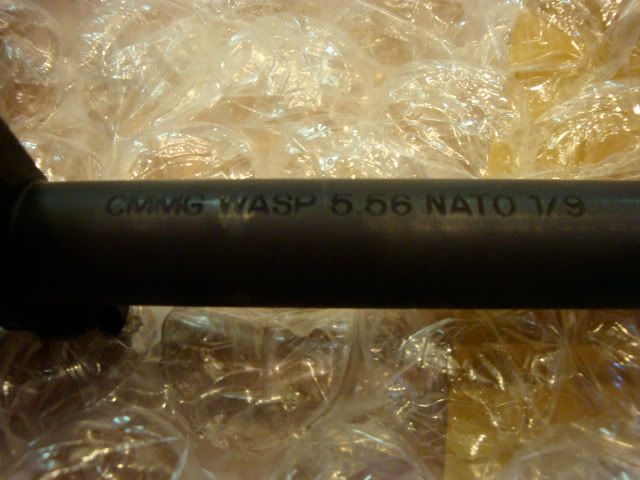 CMMG WASP 5.56 NATO 1/9